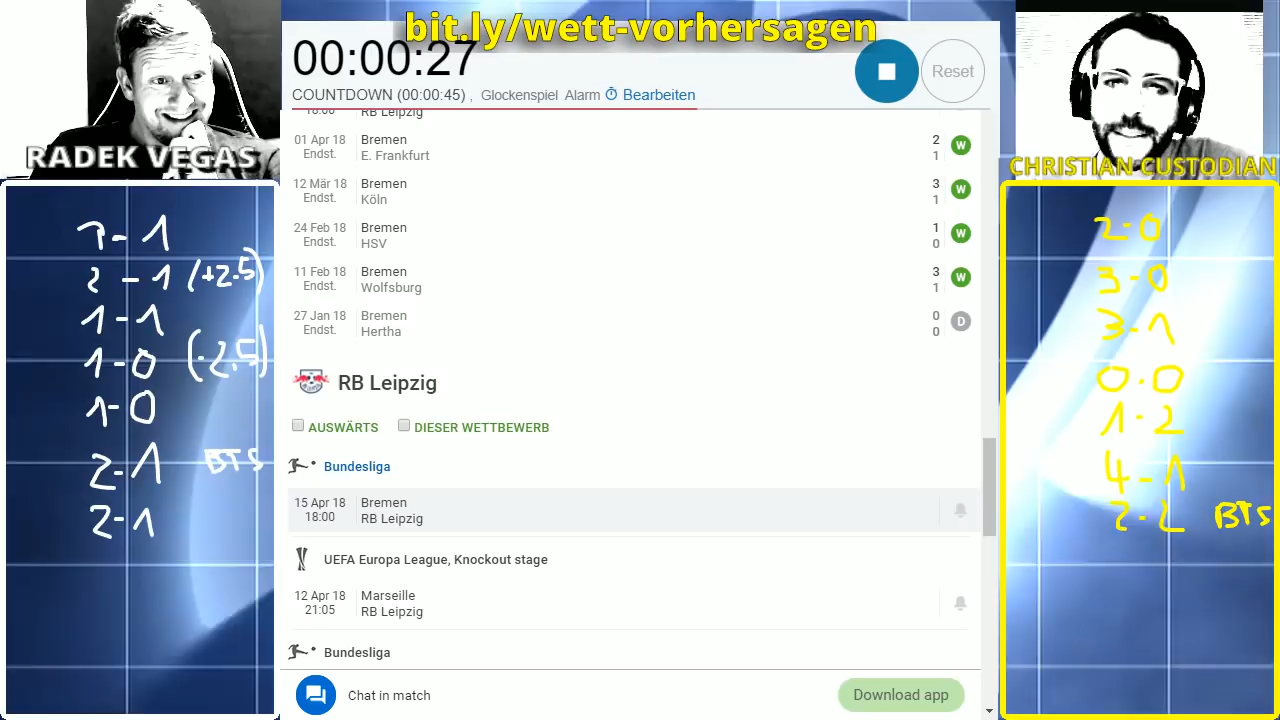 bit.ly/wett-vorhersagen
00:00:27
Reset
COUNTDOWN (00:00:45) , Glockenspiel Alarm Bearbeiten
RADEK VEGAS
CHRISTIAN CUSTODIAN
RB Leipzig
01 Apr 18 Bremen 2
Endst. E. Frankfurt 1
W
12 Mär 18 Bremen 3
Endst. Köln 1
W
24 Feb 18 Bremen 1
Endst. HSV 0
W
11 Feb 18 Bremen 3
Endst. Wolfsburg 1
W
27 Jan 18 Bremen 0
Endst. Hertha 0
D
RB Leipzig
AUSWÄRTS DIESER WETTBEWERB
Bundesliga
15 Apr 18 Bremen
18:00 RB Leipzig
UEFA Europa League, Knockout stage
12 Apr 18 Marseille
21:05 RB Leipzig
Bundesliga
Chat in match
Download app
2 - 1 (+2.5)
1 - 1
1 - 0 (-2.5)
1 - 0
2 - 1 BTS
2 - 1
2 - 0
3 - 0
3 - 1
0 - 0
1 - 2
4 - 1
2 - 2 BTS